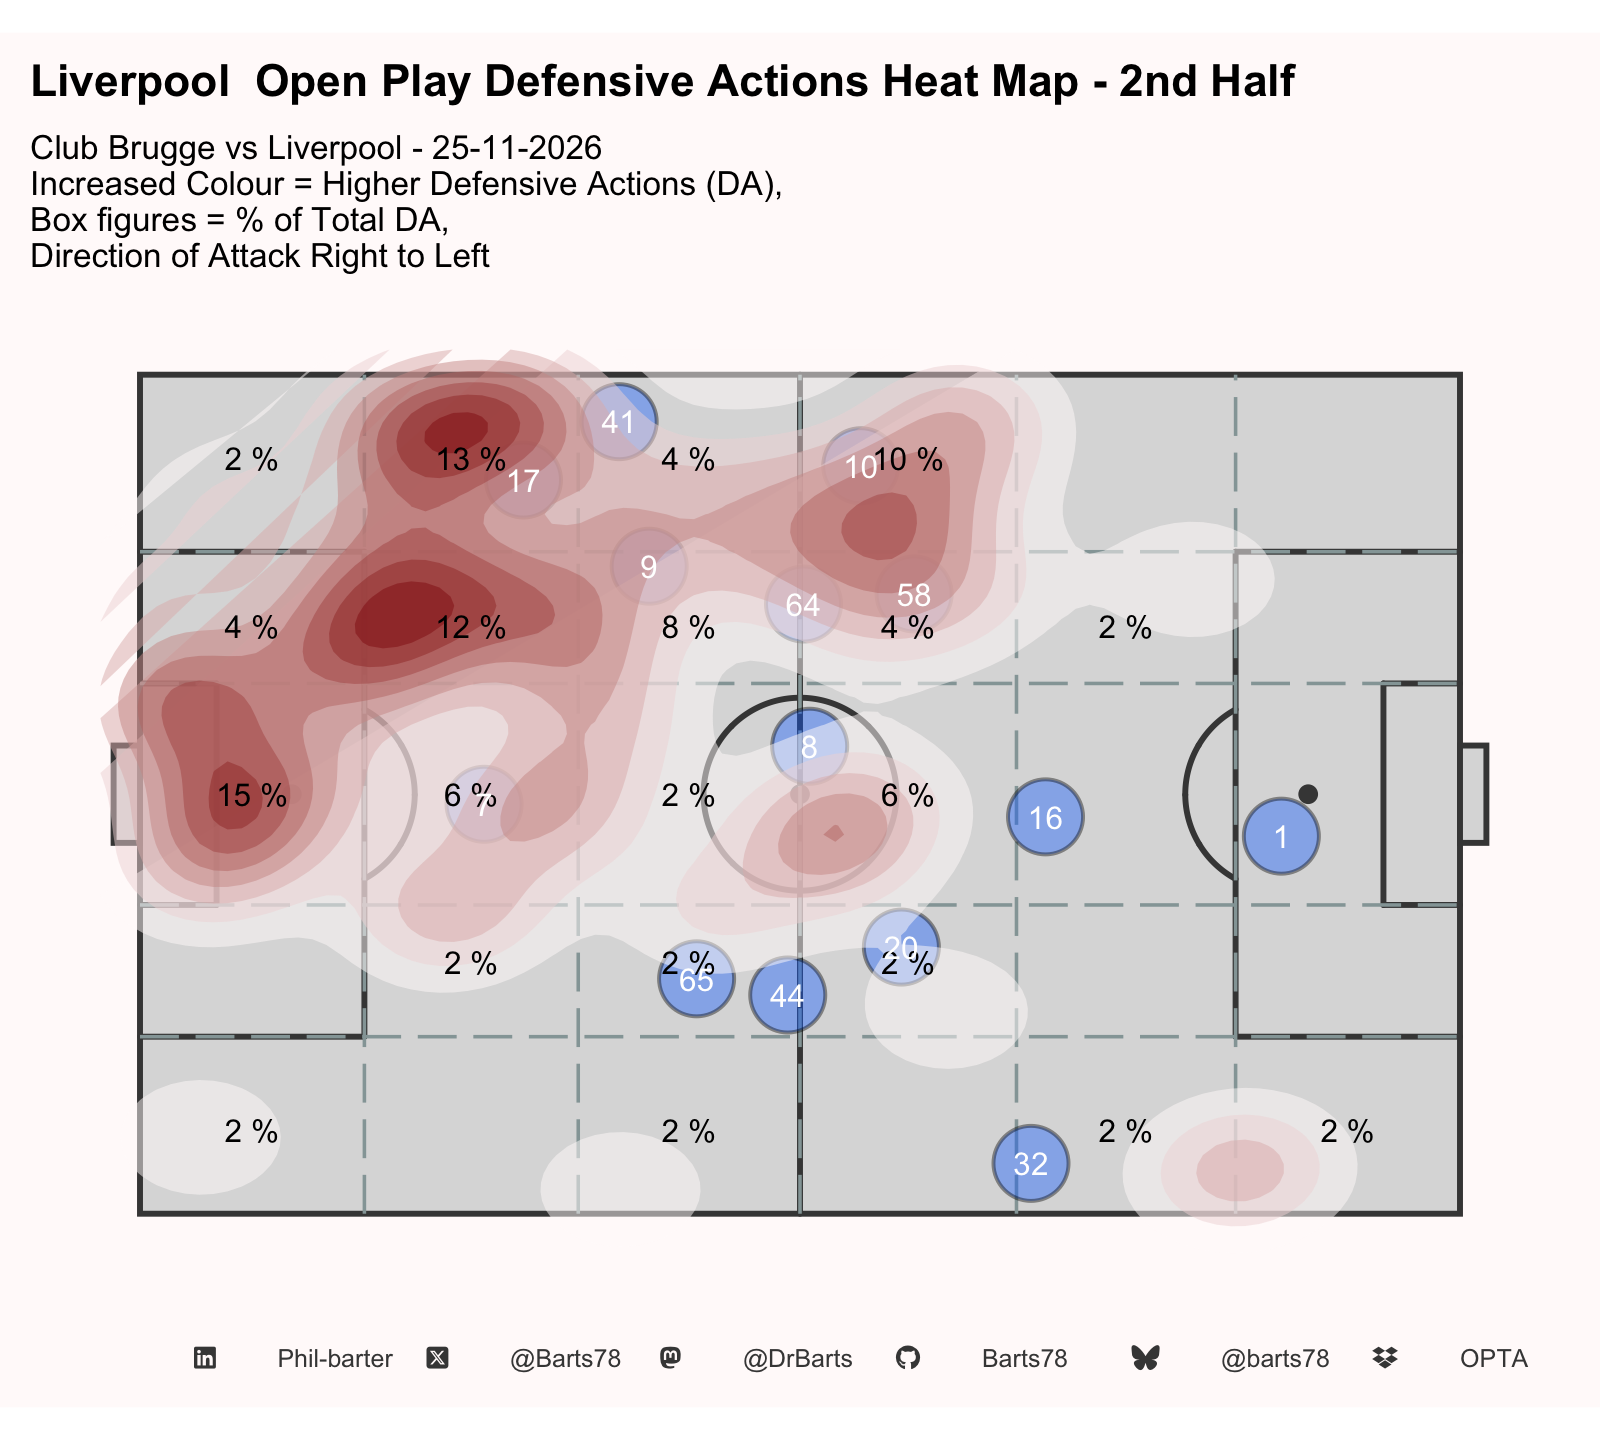 Liverpool  Open Play Defensive Actions Heat Map - 2nd Half
Club Brugge vs Liverpool - 25-11-2026
Increased Colour = Higher Defensive Actions (DA),
Box figures = % of Total DA,
Direction of Attack Right to Left
41
2 % 13 % 4 % 10 10 %
17
9
64 58
4 % 12 % 8 % 4 % 2 %
8
15 % 6 % 7 2 % 6 % 16 1
20
2 % 2 % 2 %
65 44
2 % 2 % 2 % 2 %
32
Phil-barter @Barts78 @DrBarts Barts78 @barts78 OPTA